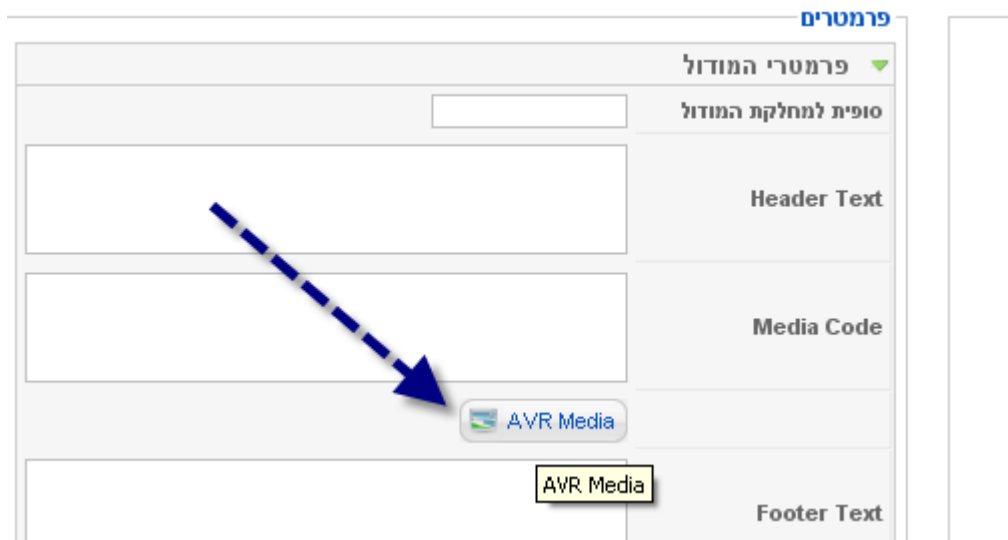 פרמטרים
פרמטרי המודול
סופית למחלקת המודול
Header Text
Media Code
AVR Media
AVR Media
Footer Text